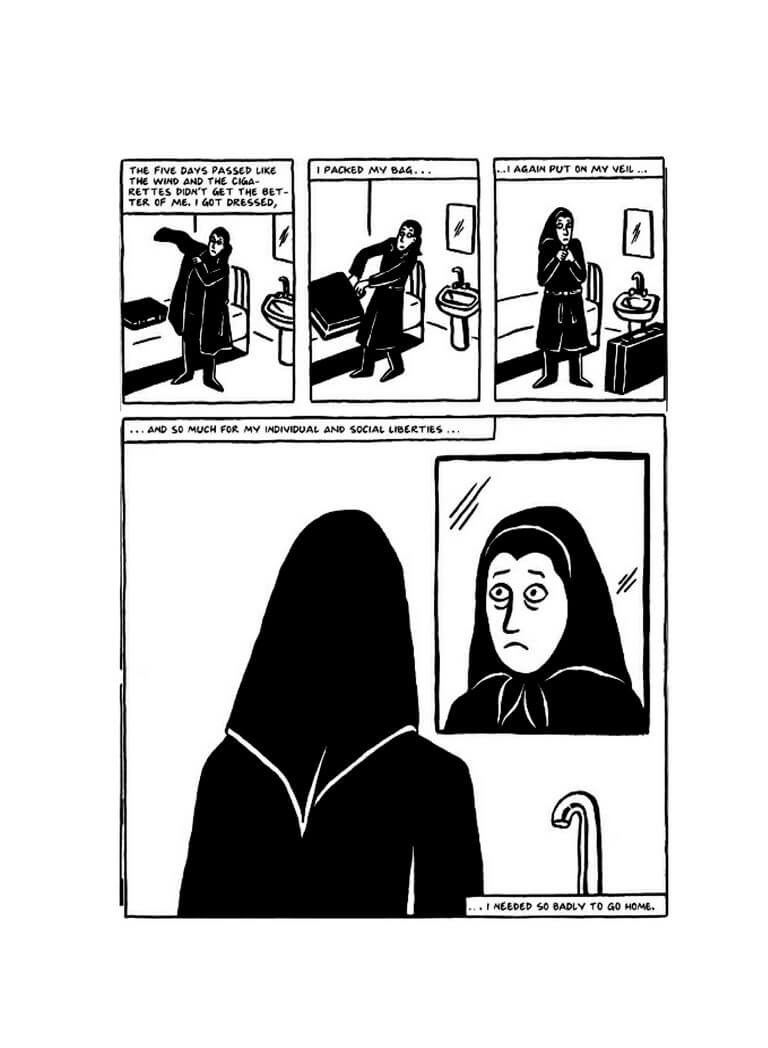 THE FIVE DAYS PASSED LIKE
THE WIND AND THE CIGA-
RETTES DIDN'T GET THE BET-
TER OF ME. I GOT DRESSED,
I PACKED MY BAG...
...I AGAIN PUT ON MY VEIL...
...AND SO MUCH FOR MY INDIVIDUAL AND SOCIAL LIBERTIES...
...I NEEDED SO BADLY TO GO HOME.